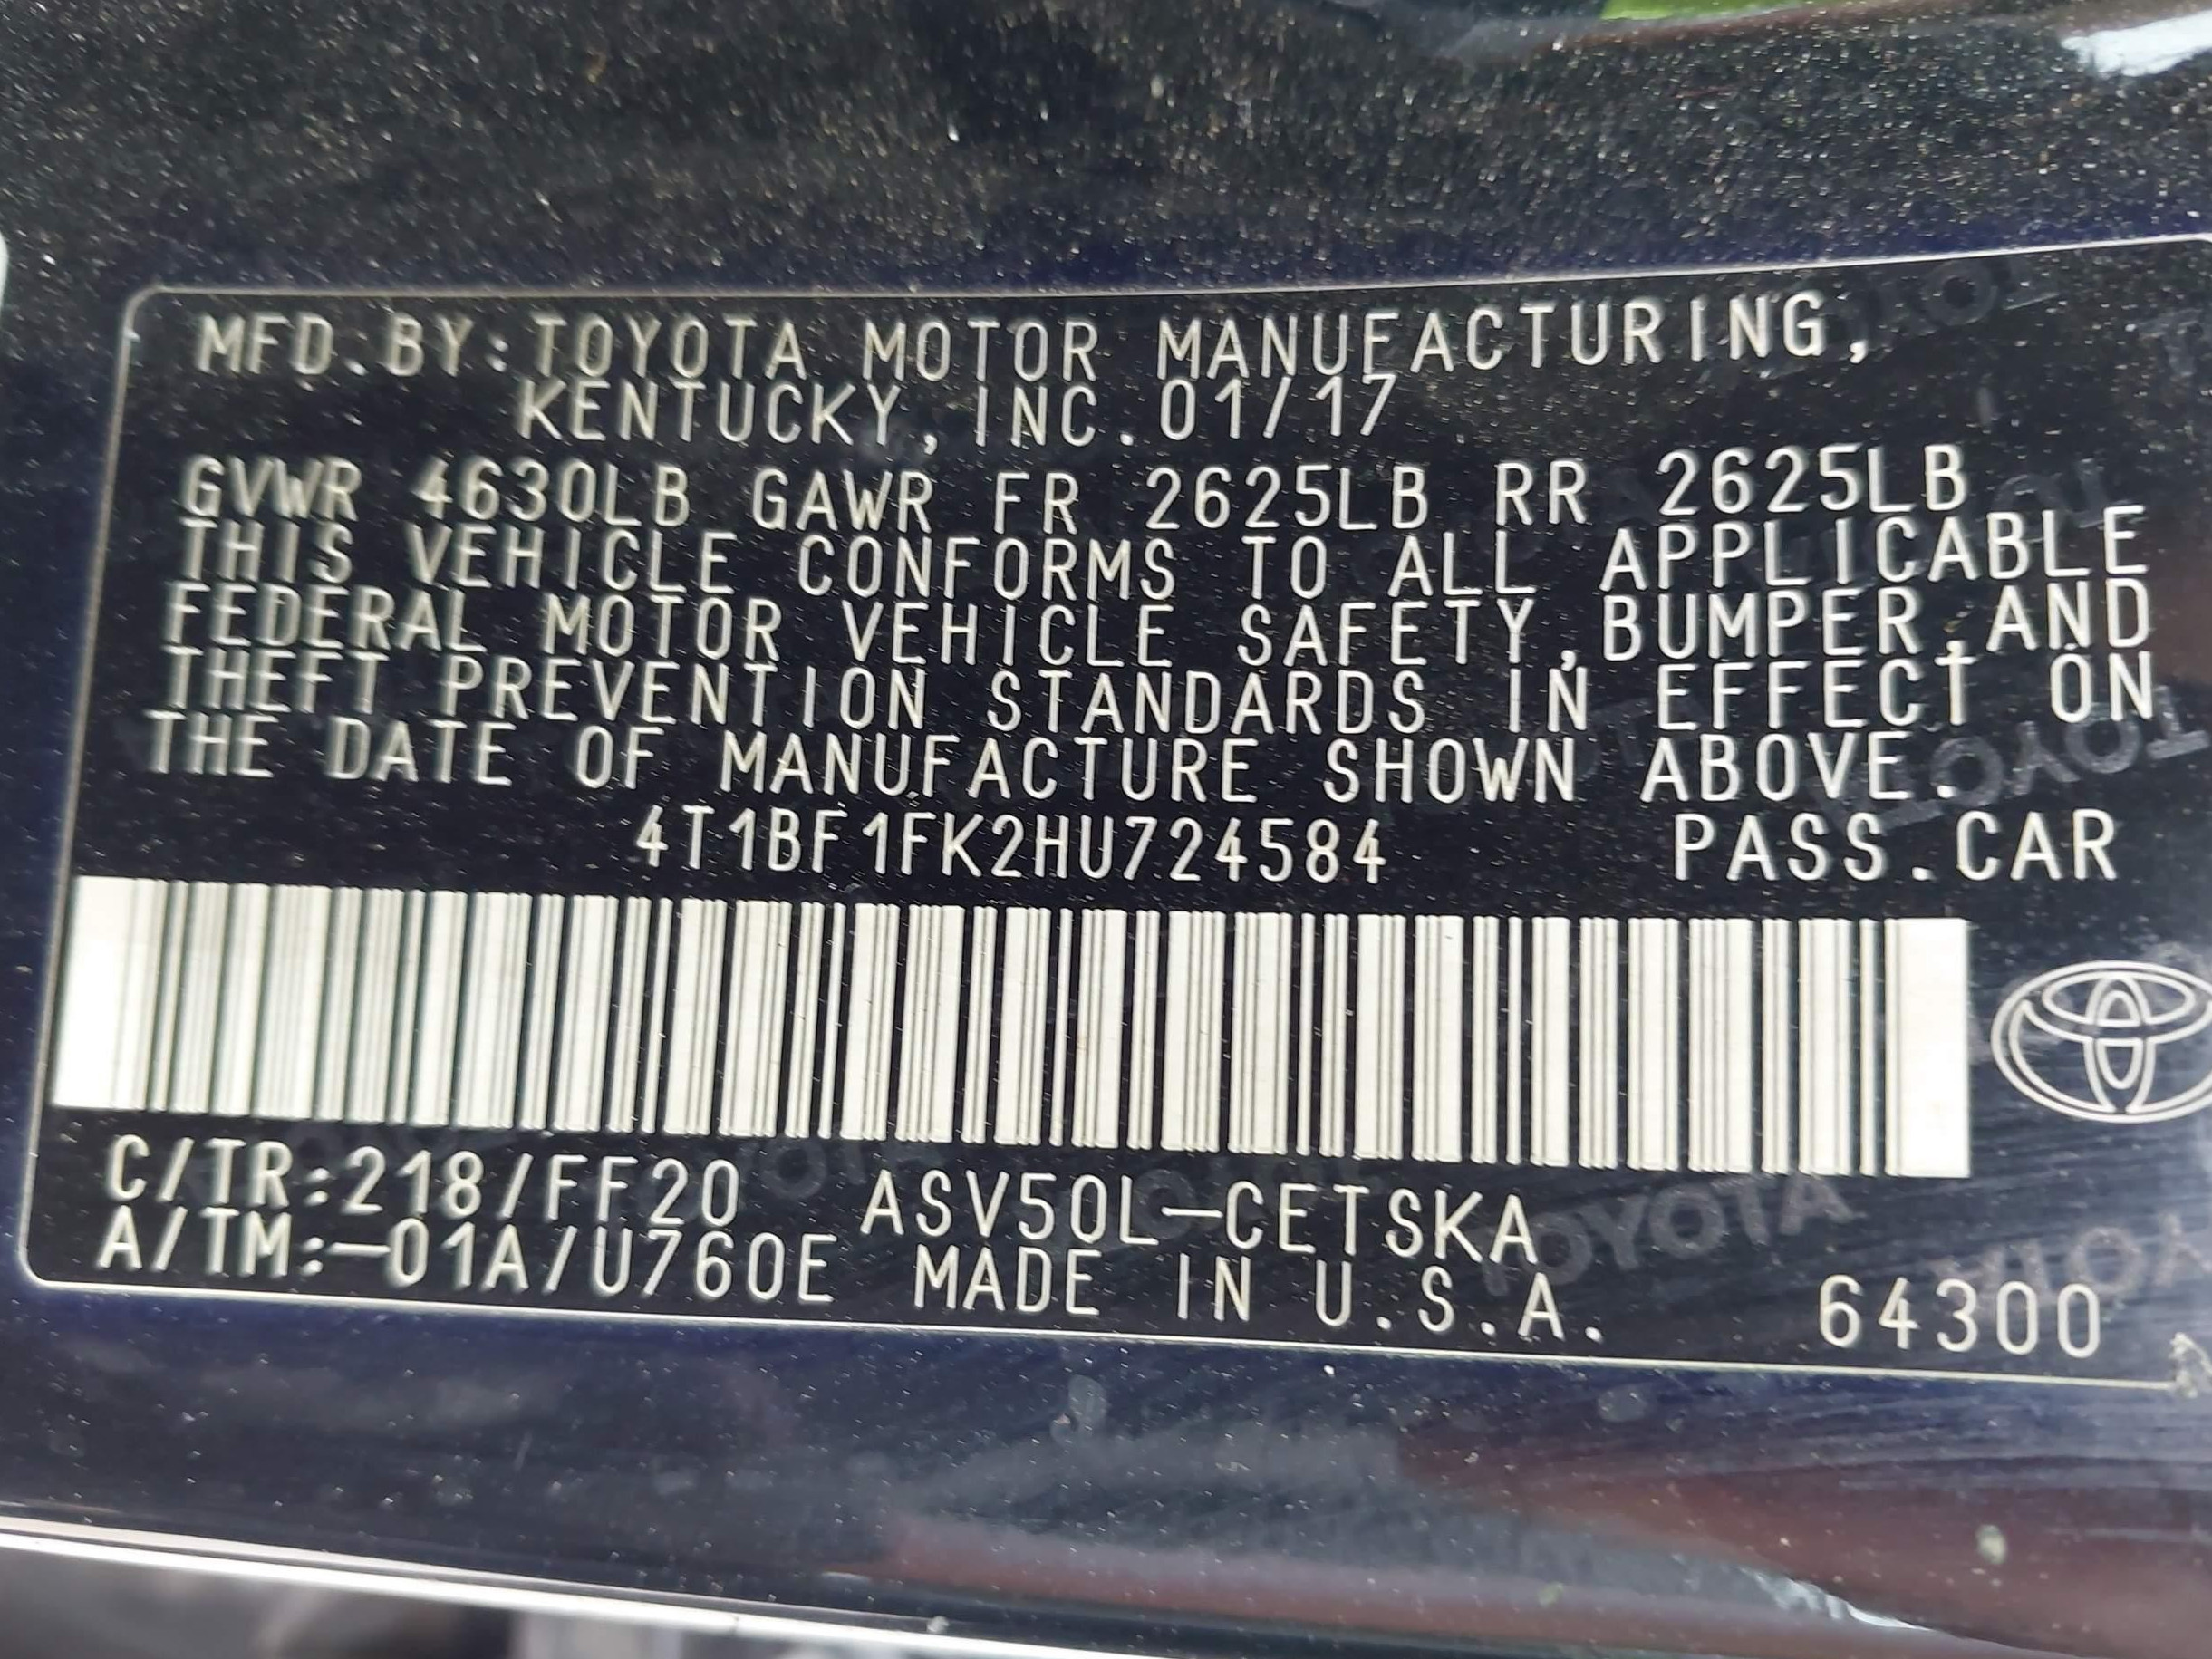 MFD.BY:TOYOTA MOTOR MANUFACTURING,
KENTUCKY, INC. 01/17
GVWR 4630LB GAWR FR 2625LB RR 2625LB
THIS VEHICLE CONFORMS TO ALL APPLICABLE
FEDERAL MOTOR VEHICLE SAFETY,BUMPER,AND
THEFT PREVENTION STANDARDS IN EFFECT ON
THE DATE OF MANUFACTURE SHOWN ABOVE.
4T1BF1FK2HU724584 PASS.CAR
C/TR:218/FF20 ASV50L-CETSKA
A/TM:-01A/U760E MADE IN U.S.A. 64300
TOYOTA